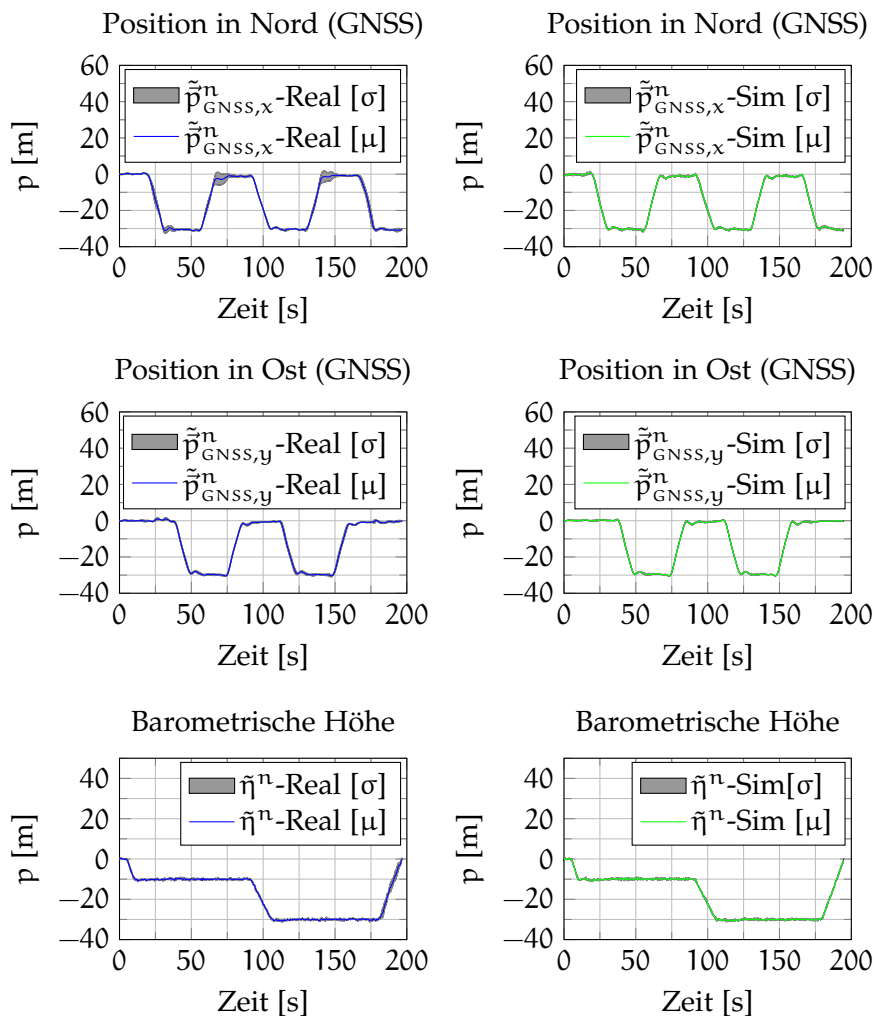 Position in Nord (GNSS)
p [m]
60
40
20
0
−20
−40
p̃⃗ⁿ_GNSS,x-Real [σ]
p̃⃗ⁿ_GNSS,x-Real [μ]
0 50 100 150 200
Zeit [s]
Position in Nord (GNSS)
p [m]
60
40
20
0
−20
−40
p̃⃗ⁿ_GNSS,x-Sim [σ]
p̃⃗ⁿ_GNSS,x-Sim [μ]
0 50 100 150 200
Zeit [s]
Position in Ost (GNSS)
p [m]
60
40
20
0
−20
−40
p̃⃗ⁿ_GNSS,y-Real [σ]
p̃⃗ⁿ_GNSS,y-Real [μ]
0 50 100 150 200
Zeit [s]
Position in Ost (GNSS)
p [m]
60
40
20
0
−20
−40
p̃⃗ⁿ_GNSS,y-Sim [σ]
p̃⃗ⁿ_GNSS,y-Sim [μ]
0 50 100 150 200
Zeit [s]
Barometrische Höhe
p [m]
40
20
0
−20
−40
η̃ⁿ-Real [σ]
η̃ⁿ-Real [μ]
0 50 100 150 200
Zeit [s]
Barometrische Höhe
p [m]
40
20
0
−20
−40
η̃ⁿ-Sim[σ]
η̃ⁿ-Sim [μ]
0 50 100 150 200
Zeit [s]